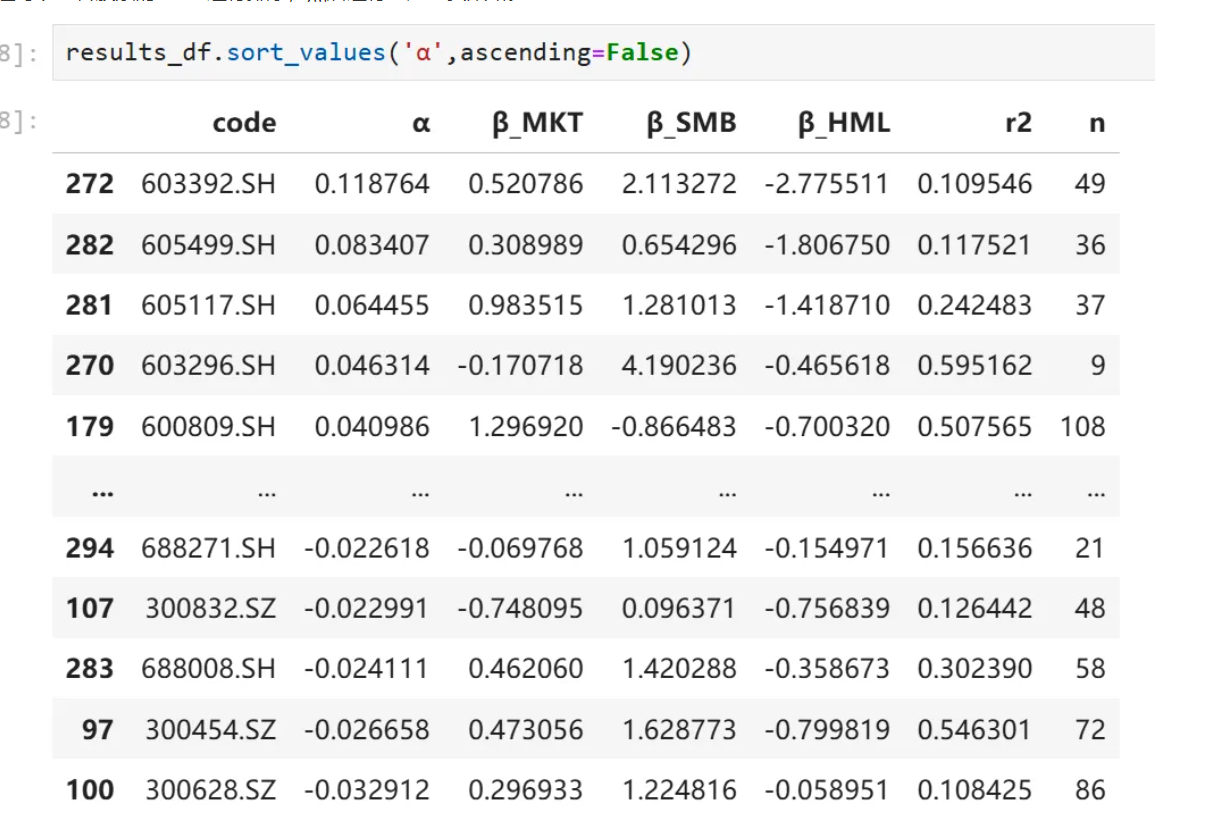 8]: results_df.sort_values('α',ascending=False)
8]: code α β_MKT β_SMB β_HML r2 n
272 603392.SH 0.118764 0.520786 2.113272 -2.775511 0.109546 49
282 605499.SH 0.083407 0.308989 0.654296 -1.806750 0.117521 36
281 605117.SH 0.064455 0.983515 1.281013 -1.418710 0.242483 37
270 603296.SH 0.046314 -0.170718 4.190236 -0.465618 0.595162 9
179 600809.SH 0.040986 1.296920 -0.866483 -0.700320 0.507565 108
... ... ... ... ... ... ... ...
294 688271.SH -0.022618 -0.069768 1.059124 -0.154971 0.156636 21
107 300832.SZ -0.022991 -0.748095 0.096371 -0.756839 0.126442 48
283 688008.SH -0.024111 0.462060 1.420288 -0.358673 0.302390 58
97 300454.SZ -0.026658 0.473056 1.628773 -0.799819 0.546301 72
100 300628.SZ -0.032912 0.296933 1.224816 -0.058951 0.108425 86